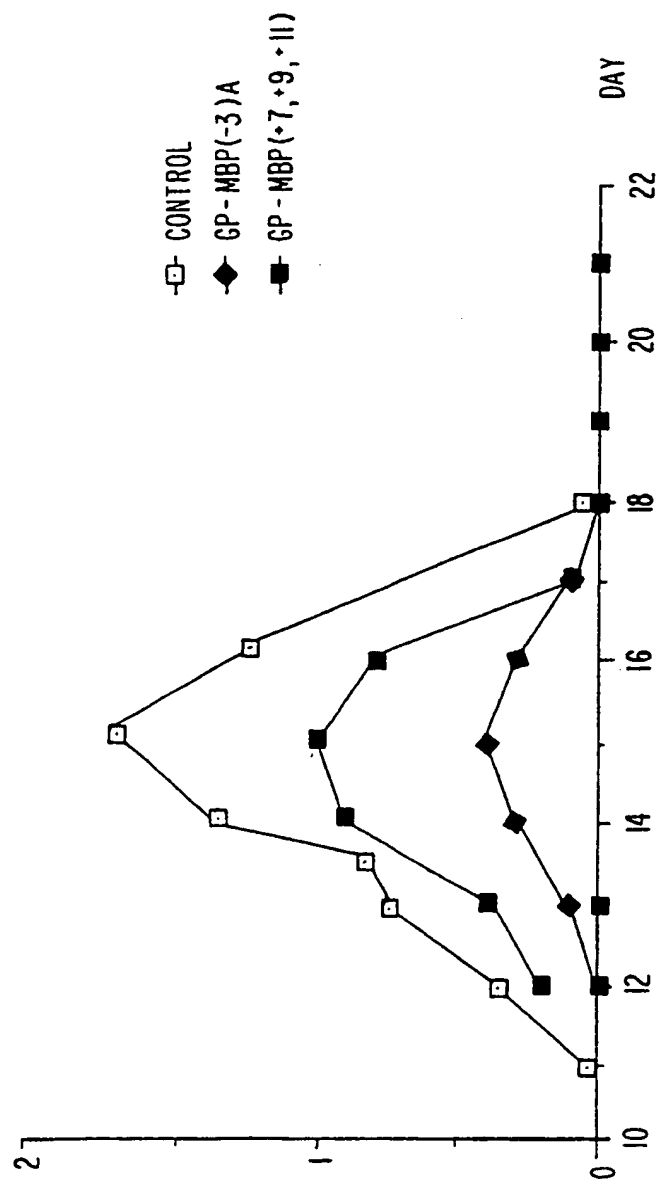 CONTROL
GP-MBP(-3)A
GP-MBP(+7,+9,+11)
2
1
0
10
12
14
16
18
20
22
DAY